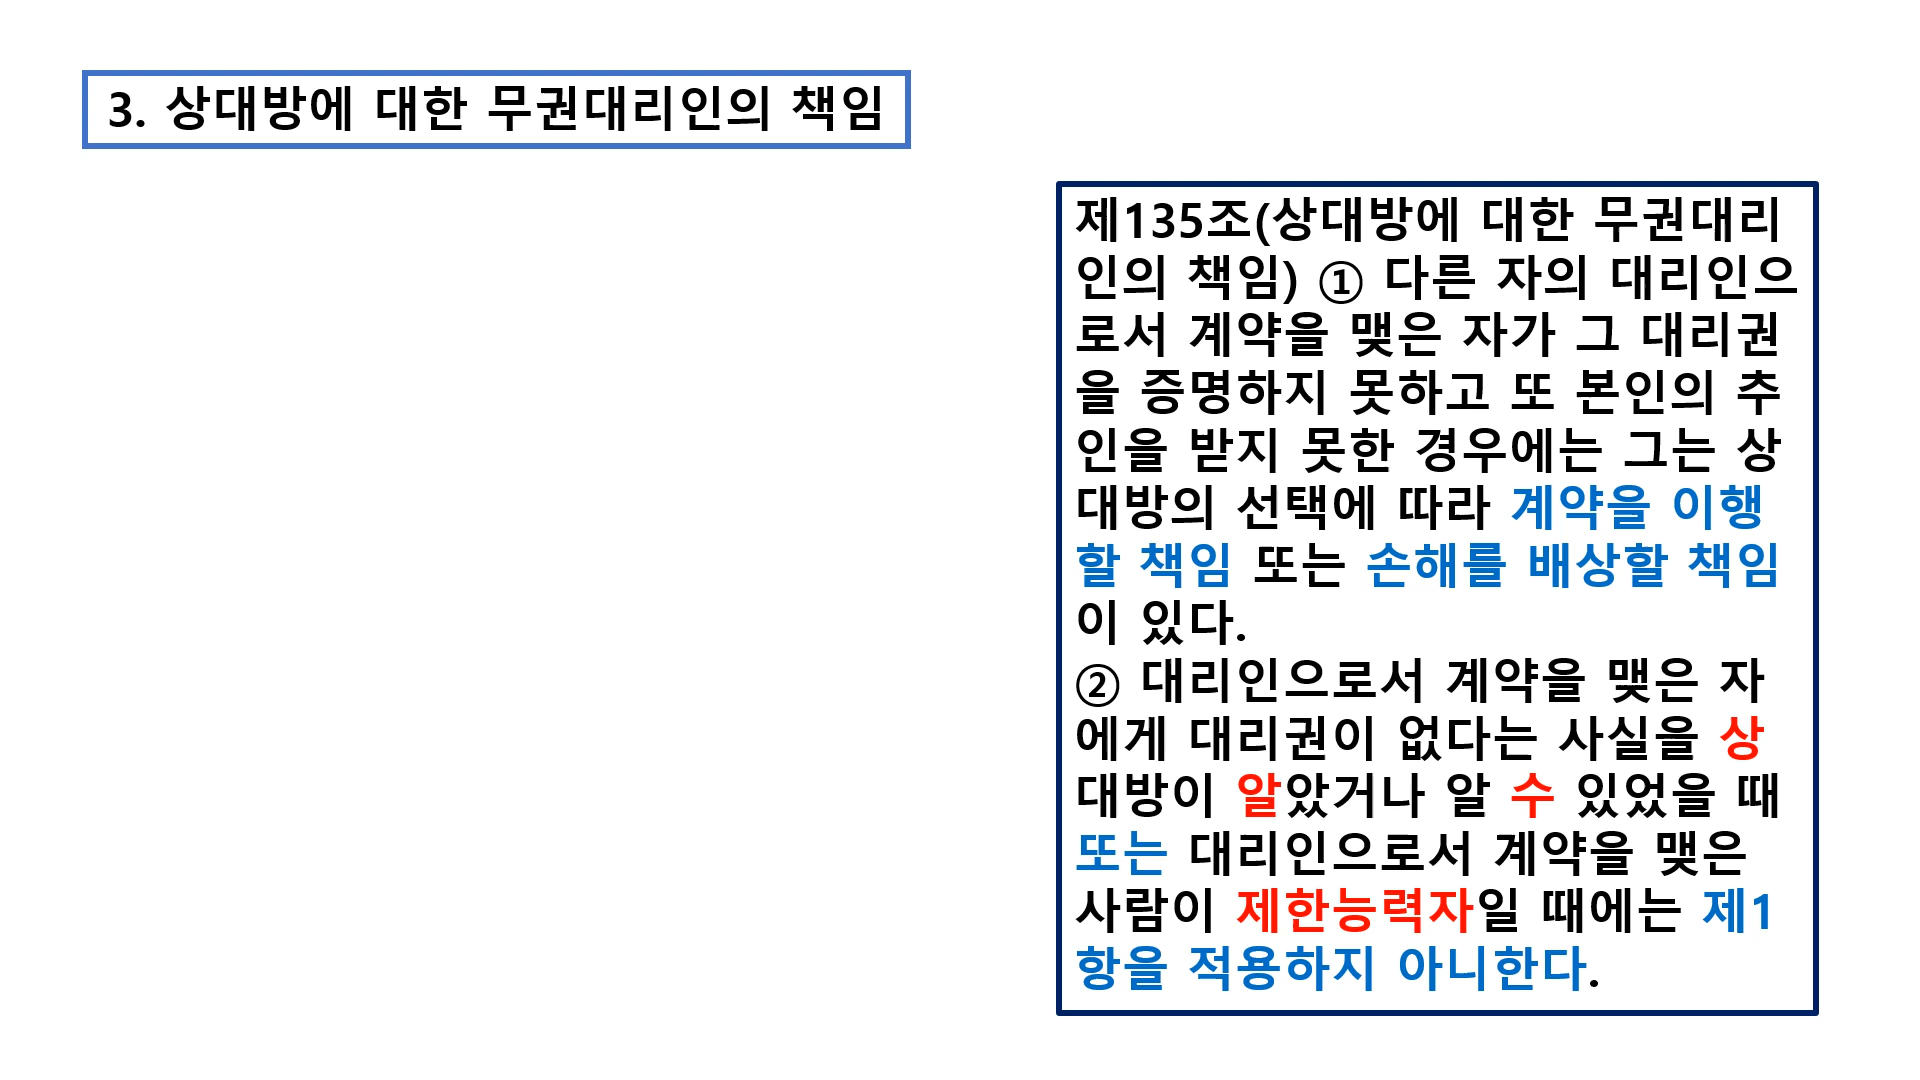 3. 상대방에 대한 무권대리인의 책임
제135조(상대방에 대한 무권대리
인의 책임) ① 다른 자의 대리인으
로서 계약을 맺은 자가 그 대리권
을 증명하지 못하고 또 본인의 추
인을 받지 못한 경우에는 그는 상
대방의 선택에 따라 계약을 이행
할 책임 또는 손해를 배상할 책임
이 있다.
② 대리인으로서 계약을 맺은 자
에게 대리권이 없다는 사실을 상
대방이 알았거나 알 수 있었을 때
또는 대리인으로서 계약을 맺은
사람이 제한능력자일 때에는 제1
항을 적용하지 아니한다.